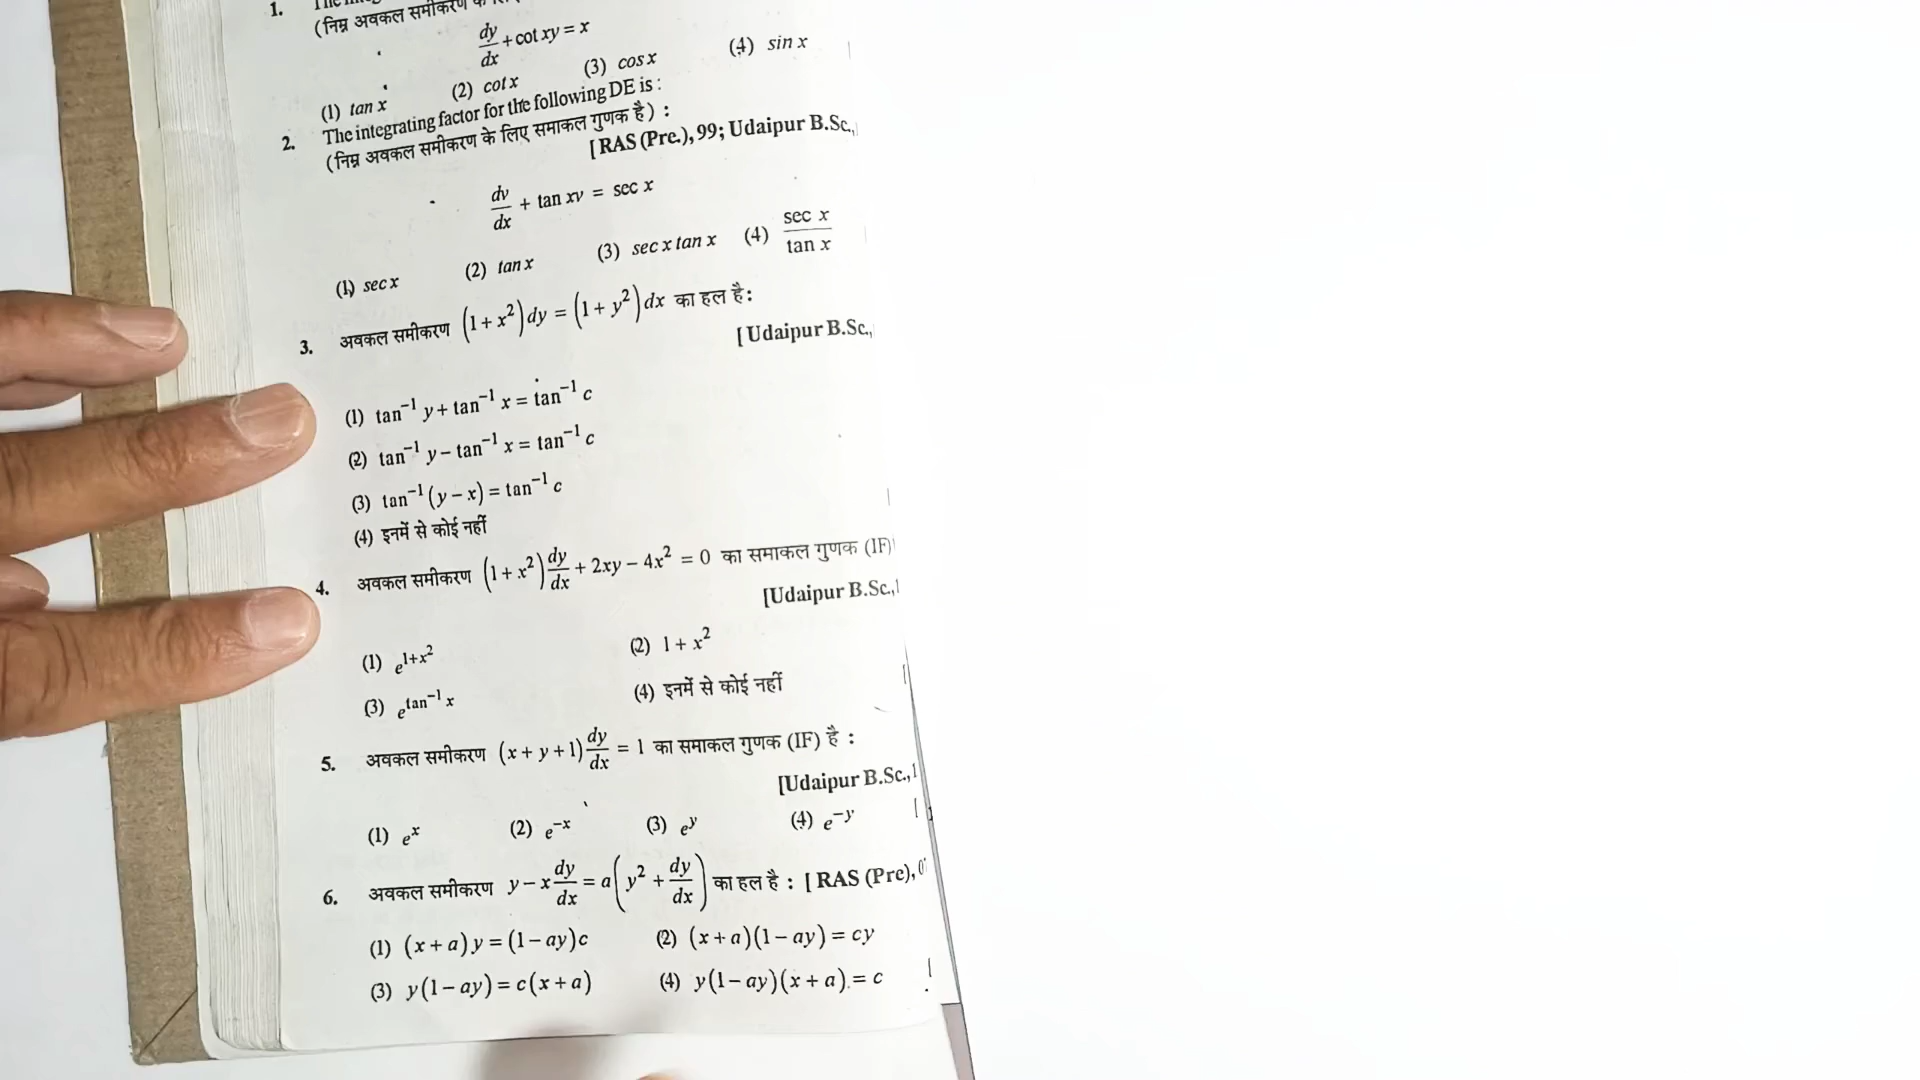 1.
(निम्न अवकल समीकरण के
dy/dx + cot xy = x
(1) tan x (2) cot x (3) cos x (4) sin x
2. The integrating factor for the following DE is :
(निम्न अवकल समीकरण के लिए समाकल गुणक है) :
[RAS (Pre.), 99; Udaipur B.Sc.,
dv/dx + tan xv = sec x
(1) sec x (2) tan x (3) sec x tan x (4) sec x/tan x
3. अवकल समीकरण (1 + x²) dy = (1 + y²) dx का हल है:
[Udaipur B.Sc.,
(1) tan⁻¹ y + tan⁻¹ x = tan⁻¹ c
(2) tan⁻¹ y − tan⁻¹ x = tan⁻¹ c
(3) tan⁻¹ (y − x) = tan⁻¹ c
(4) इनमें से कोई नहीं
4. अवकल समीकरण (1 + x²) dy/dx + 2xy − 4x² = 0 का समाकल गुणक (IF)
[Udaipur B.Sc.,
(1) e^(1+x²) (2) 1 + x²
(3) e^(tan⁻¹ x) (4) इनमें से कोई नहीं
5. अवकल समीकरण (x + y + 1) dy/dx = 1 का समाकल गुणक (IF) है :
[Udaipur B.Sc.,
(1) e^x (2) e^(−x) (3) e^y (4) e^(−y)
6. अवकल समीकरण y − x dy/dx = a(y² + dy/dx) का हल है : [RAS (Pre),
(1) (x + a) y = (1 − ay) c (2) (x + a)(1 − ay) = cy
(3) y(1 − ay) = c(x + a) (4) y(1 − ay)(x + a) = c